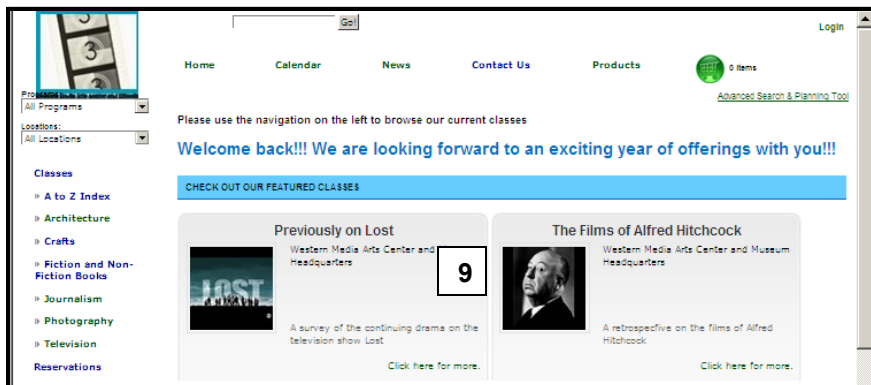 Go!
Login
Home Calendar News Contact Us Products 0 items
Advanced Search & Planning Tool
Programs:
All Programs
Locations:
All Locations
Classes
» A to Z Index
» Architecture
» Crafts
» Fiction and Non-
Fiction Books
» Journalism
» Photography
» Television
Reservations
Please use the navigation on the left to browse our current classes
Welcome back!!! We are looking forward to an exciting year of offerings with you!!!
CHECK OUT OUR FEATURED CLASSES
Previously on Lost
Western Media Arts Center and
Headquarters
LOST
9
A survey of the continuing drama on the
television show Lost
Click here for more.
The Films of Alfred Hitchcock
Western Media Arts Center and Museum
Headquarters
A retrospecfive on the films of Alfred
Hitchcock
Click here for more.
3
3